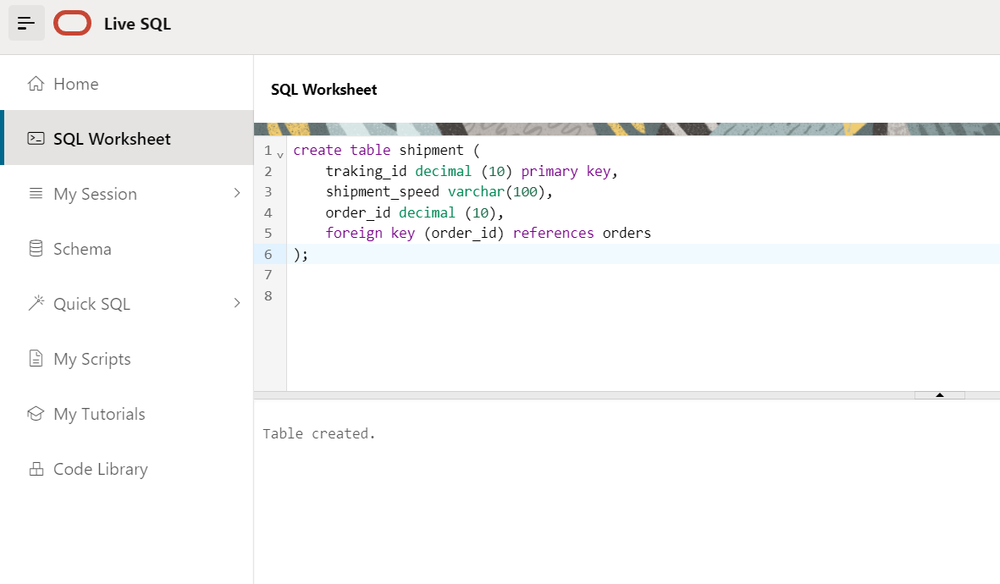 Live SQL
Home
SQL Worksheet
My Session
Schema
Quick SQL
My Scripts
My Tutorials
Code Library
SQL Worksheet
1 create table shipment (
2 traking_id decimal (10) primary key,
3 shipment_speed varchar(100),
4 order_id decimal (10),
5 foreign key (order_id) references orders
6 );
7
8
Table created.